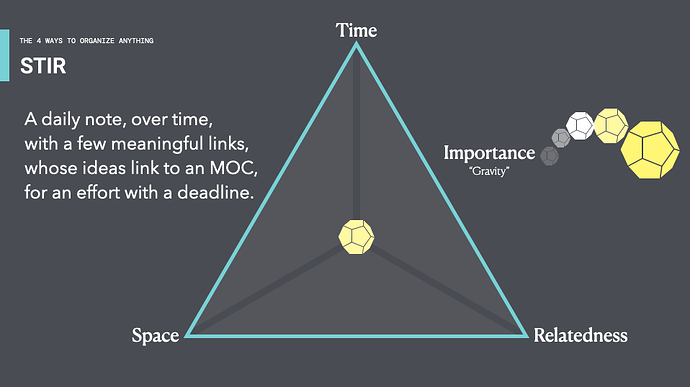 THE 4 WAYS TO ORGANIZE ANYTHING
STIR
A daily note, over time,
with a few meaningful links,
whose ideas link to an MOC,
for an effort with a deadline.
Time
Importance
"Gravity"
Space
Relatedness